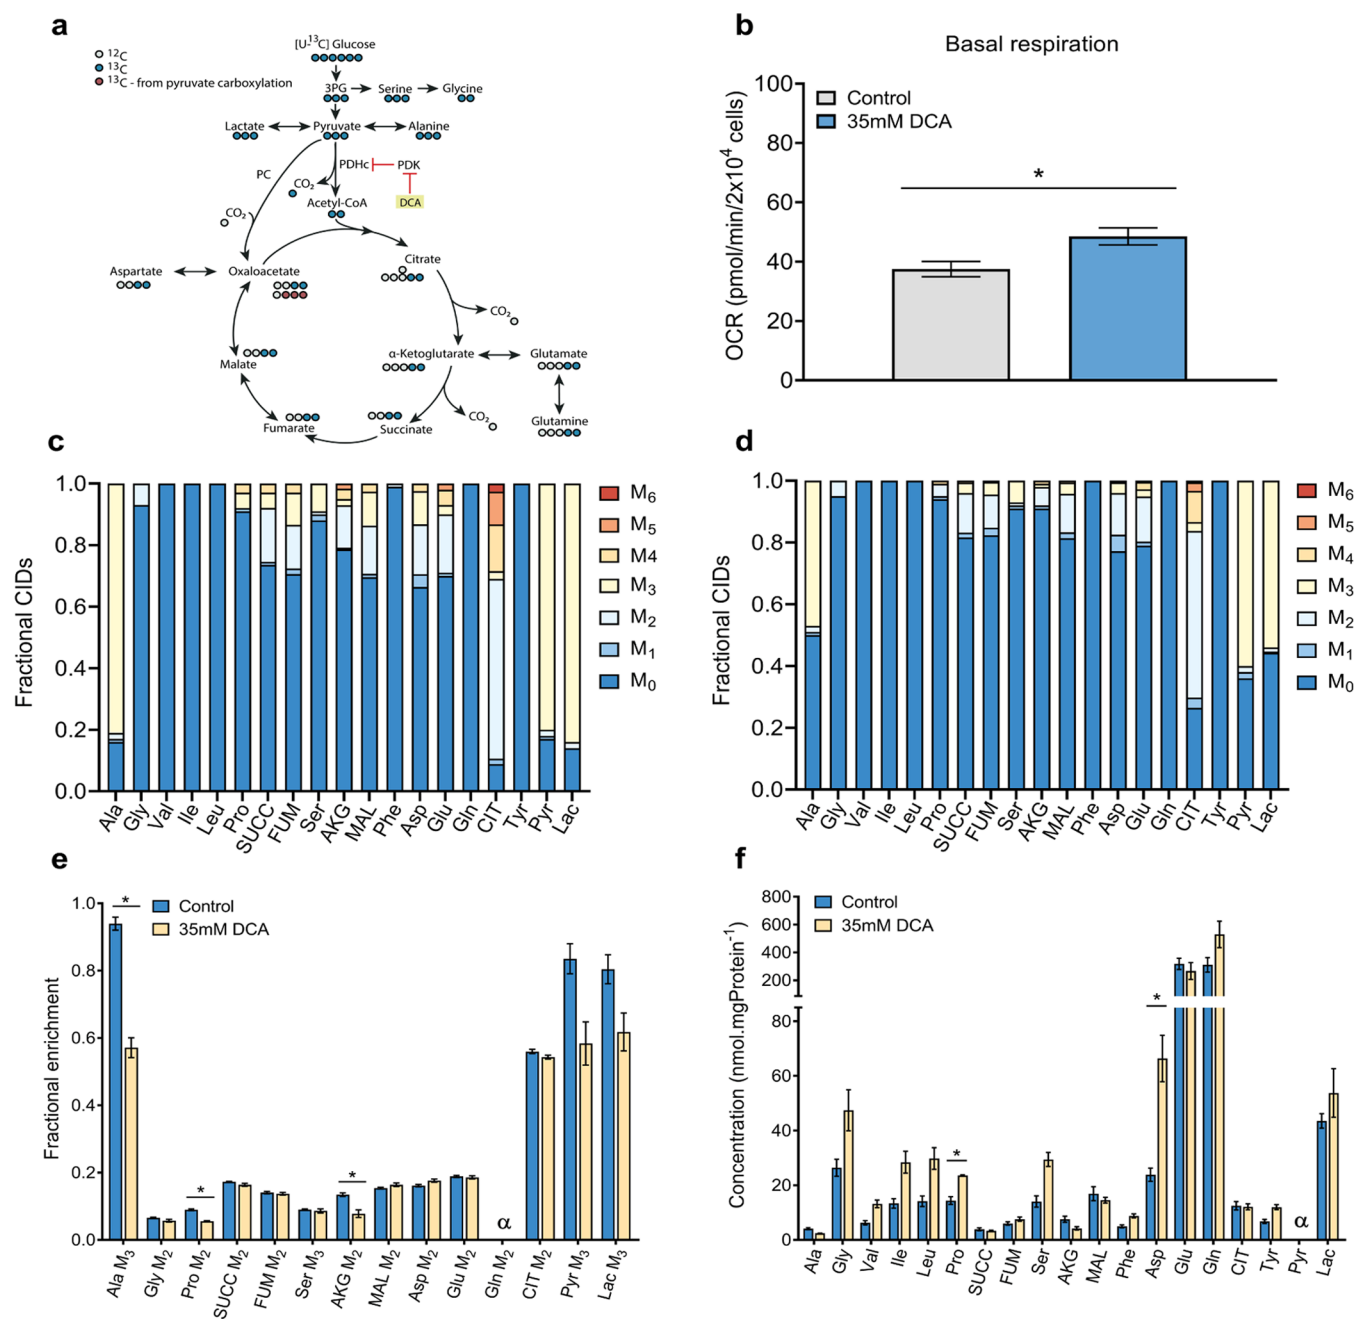 a
[U-¹³C] Glucose
¹²C
¹³C
¹³C - from pyruvate carboxylation
3PG
Serine
Glycine
Lactate
Pyruvate
Alanine
PC
PDHc
PDK
CO₂
Acetyl-CoA
DCA
CO₂
Aspartate
Oxaloacetate
Citrate
CO₂
Malate
α-Ketoglutarate
Glutamate
Fumarate
Succinate
CO₂
Glutamine
b
Basal respiration
OCR (pmol/min/2x10⁴ cells)
100
80
60
40
20
0
Control
35mM DCA
*
c
Fractional CIDs
1.0
0.8
0.6
0.4
0.2
0.0
Ala Gly Val Ile Leu Pro SUCC FUM Ser AKG MAL Phe Asp Glu Gln CIT Tyr Pyr Lac
M₆
M₅
M₄
M₃
M₂
M₁
M₀
d
Fractional CIDs
1.0
0.8
0.6
0.4
0.2
0.0
Ala Gly Val Ile Leu Pro SUCC FUM Ser AKG MAL Phe Asp Glu Gln CIT Tyr Pyr Lac
M₆
M₅
M₄
M₃
M₂
M₁
M₀
e
Fractional enrichment
1.0
0.8
0.6
0.4
0.2
0.0
Control
35mM DCA
*
*
*
α
Ala M₃ Gly M₂ Pro M₂ SUCC M₂ FUM M₂ Ser M₃ AKG M₂ MAL M₂ Asp M₂ Glu M₂ Gln M₂ CIT M₂ Pyr M₃ Lac M₃
f
Concentration (nmol.mgProtein⁻¹)
800
600
400
200
80
60
40
20
0
Control
35mM DCA
*
*
α
Ala Gly Val Ile Leu Pro SUCC FUM Ser AKG MAL Phe Asp Glu Gln CIT Tyr Pyr Lac